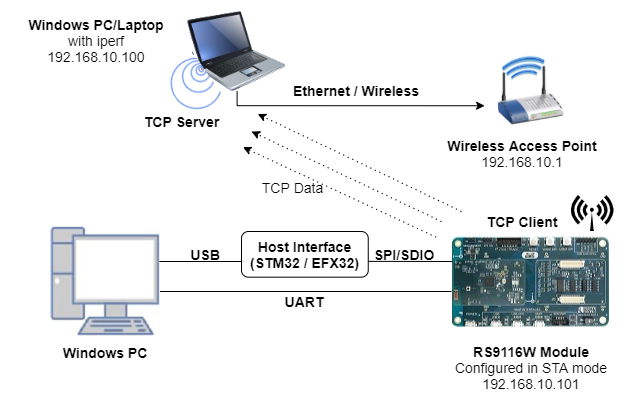 Windows PC/Laptop
with iperf
192.168.10.100
TCP Server
Ethernet / Wireless
Wireless Access Point
192.168.10.1
TCP Data
TCP Client
USB
Host Interface
(STM32 / EFX32)
SPI/SDIO
UART
Windows PC
RS9116W Module
Configured in STA mode
192.168.10.101